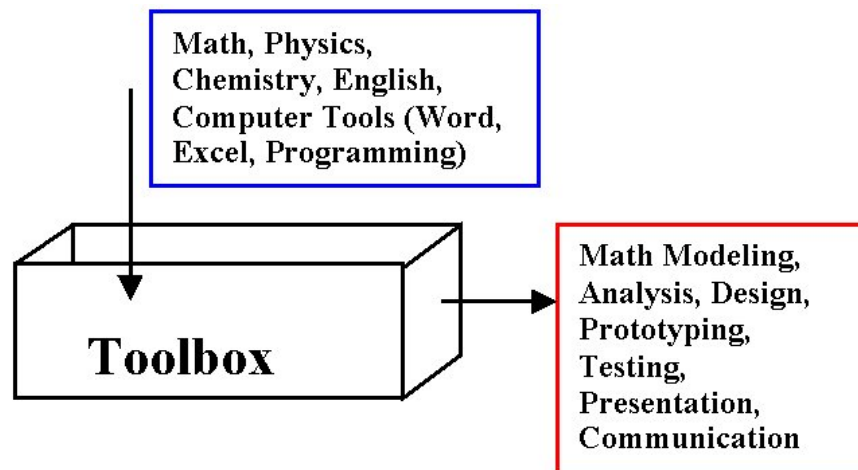 Math, Physics,
Chemistry, English,
Computer Tools (Word,
Excel, Programming)
Toolbox
Math Modeling,
Analysis, Design,
Prototyping,
Testing,
Presentation,
Communication